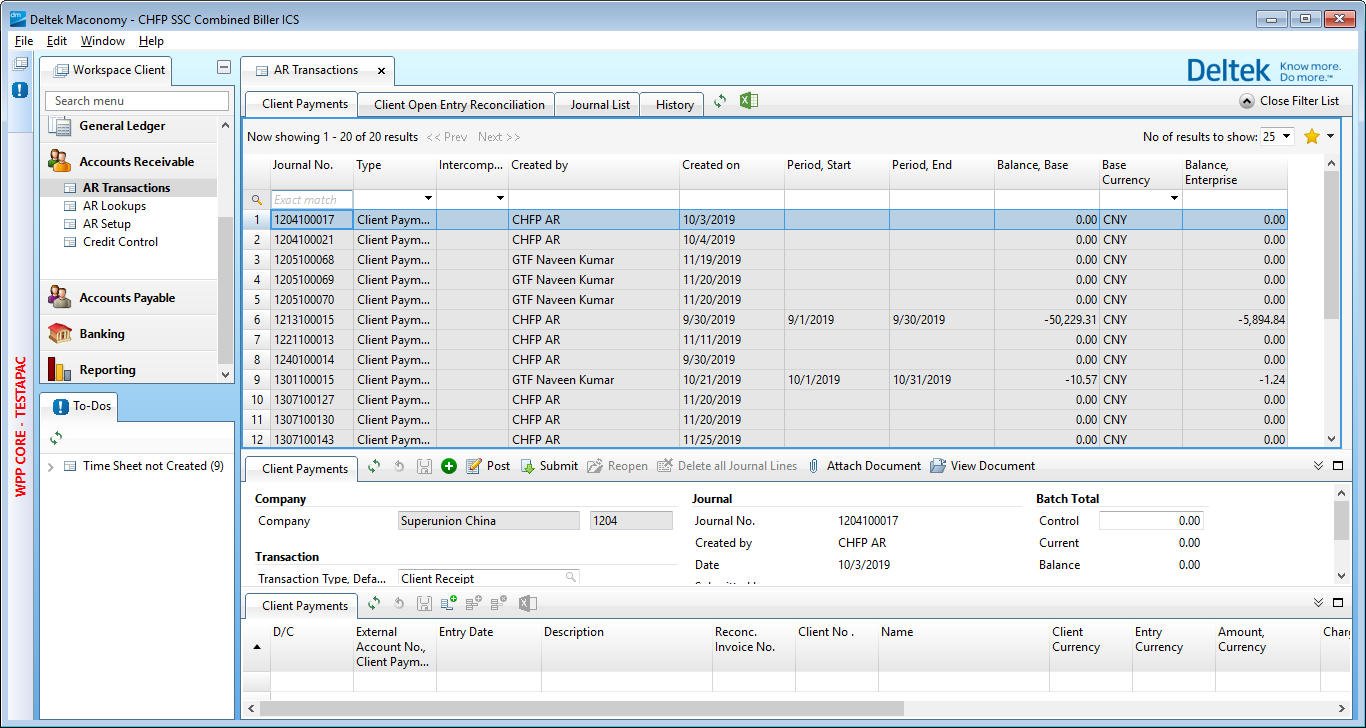 Deltek Maconomy - CHFP SSC Combined Biller ICS
File Edit Window Help
Workspace Client
Search menu
General Ledger
Accounts Receivable
AR Transactions
AR Lookups
AR Setup
Credit Control
Accounts Payable
Banking
Reporting
WPP CORE - TESTAPAC
To-Dos
Time Sheet not Created (9)
AR Transactions
Deltek Know more. Do more.™
Client Payments Client Open Entry Reconciliation Journal List History
Close Filter List
Now showing 1 - 20 of 20 results << Prev Next >>
No of results to show: 25
Journal No. Type Intercomp... Created by Created on Period, Start Period, End Balance, Base Base Currency Balance, Enterprise
Exact match
1 1204100017 Client Paym... CHFP AR 10/3/2019 0.00 CNY 0.00
2 1204100021 Client Paym... CHFP AR 10/4/2019 0.00 CNY 0.00
3 1205100068 Client Paym... GTF Naveen Kumar 11/19/2019 0.00 CNY 0.00
4 1205100069 Client Paym... GTF Naveen Kumar 11/20/2019 0.00 CNY 0.00
5 1205100070 Client Paym... GTF Naveen Kumar 11/20/2019 0.00 CNY 0.00
6 1213100015 Client Paym... CHFP AR 9/30/2019 9/1/2019 9/30/2019 -50,229.31 CNY -5,894.84
7 1221100013 Client Paym... CHFP AR 11/11/2019 0.00 CNY 0.00
8 1240100014 Client Paym... CHFP AR 9/30/2019 0.00 CNY 0.00
9 1301100015 Client Paym... GTF Naveen Kumar 10/21/2019 10/1/2019 10/31/2019 -10.57 CNY -1.24
10 1307100127 Client Paym... CHFP AR 11/20/2019 0.00 CNY 0.00
11 1307100130 Client Paym... CHFP AR 11/20/2019 0.00 CNY 0.00
12 1307100143 Client Paym... CHFP AR 11/25/2019 0.00 CNY 0.00
Client Payments Post Submit Reopen Delete all Journal Lines Attach Document View Document
Company Journal Batch Total
Company Superunion China 1204 Journal No. 1204100017 Control 0.00
Created by CHFP AR Current 0.00
Transaction Date 10/3/2019 Balance 0.00
Transaction Type, Defa... Client Receipt
Client Payments
D/C External Account No., Client Paym... Entry Date Description Reconc. Invoice No. Client No . Name Client Currency Entry Currency Amount, Currency Char